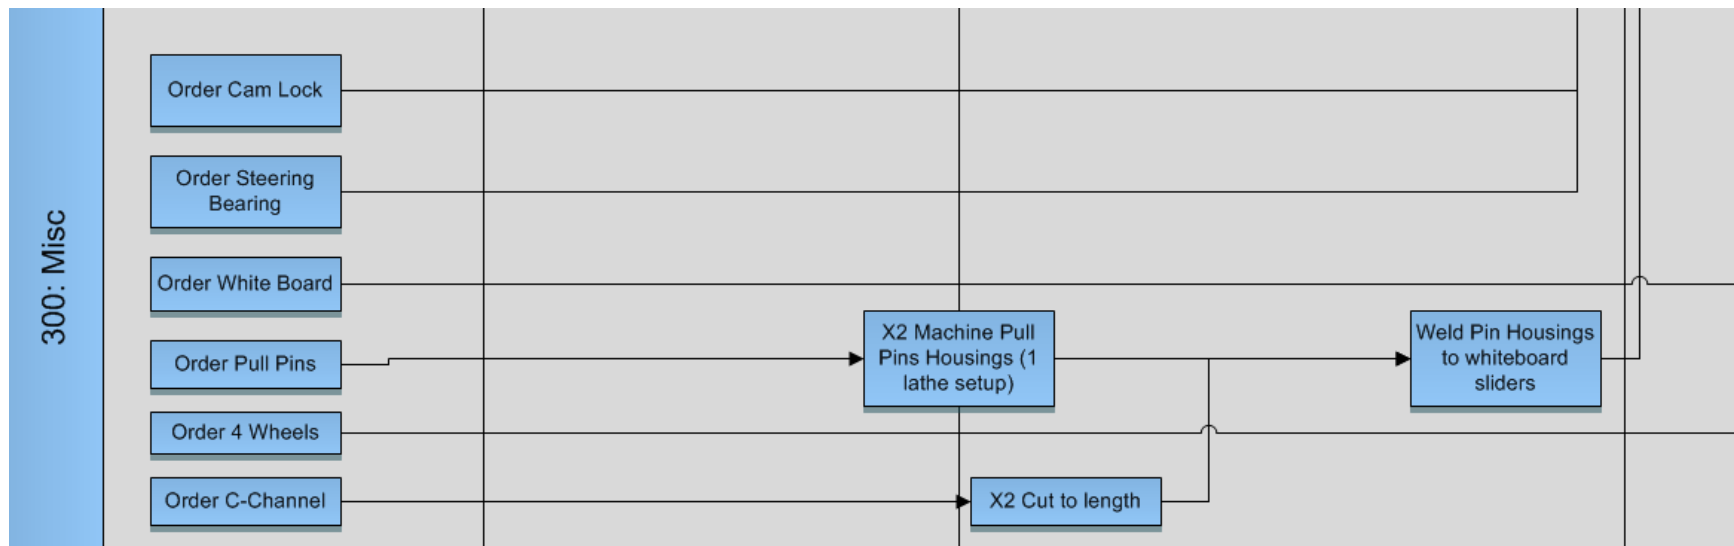 300: Misc
Order Cam Lock
Order Steering
Bearing
Order White Board
Order Pull Pins
Order 4 Wheels
Order C-Channel
X2 Machine Pull
Pins Housings (1
lathe setup)
X2 Cut to length
Weld Pin Housings
to whiteboard
sliders